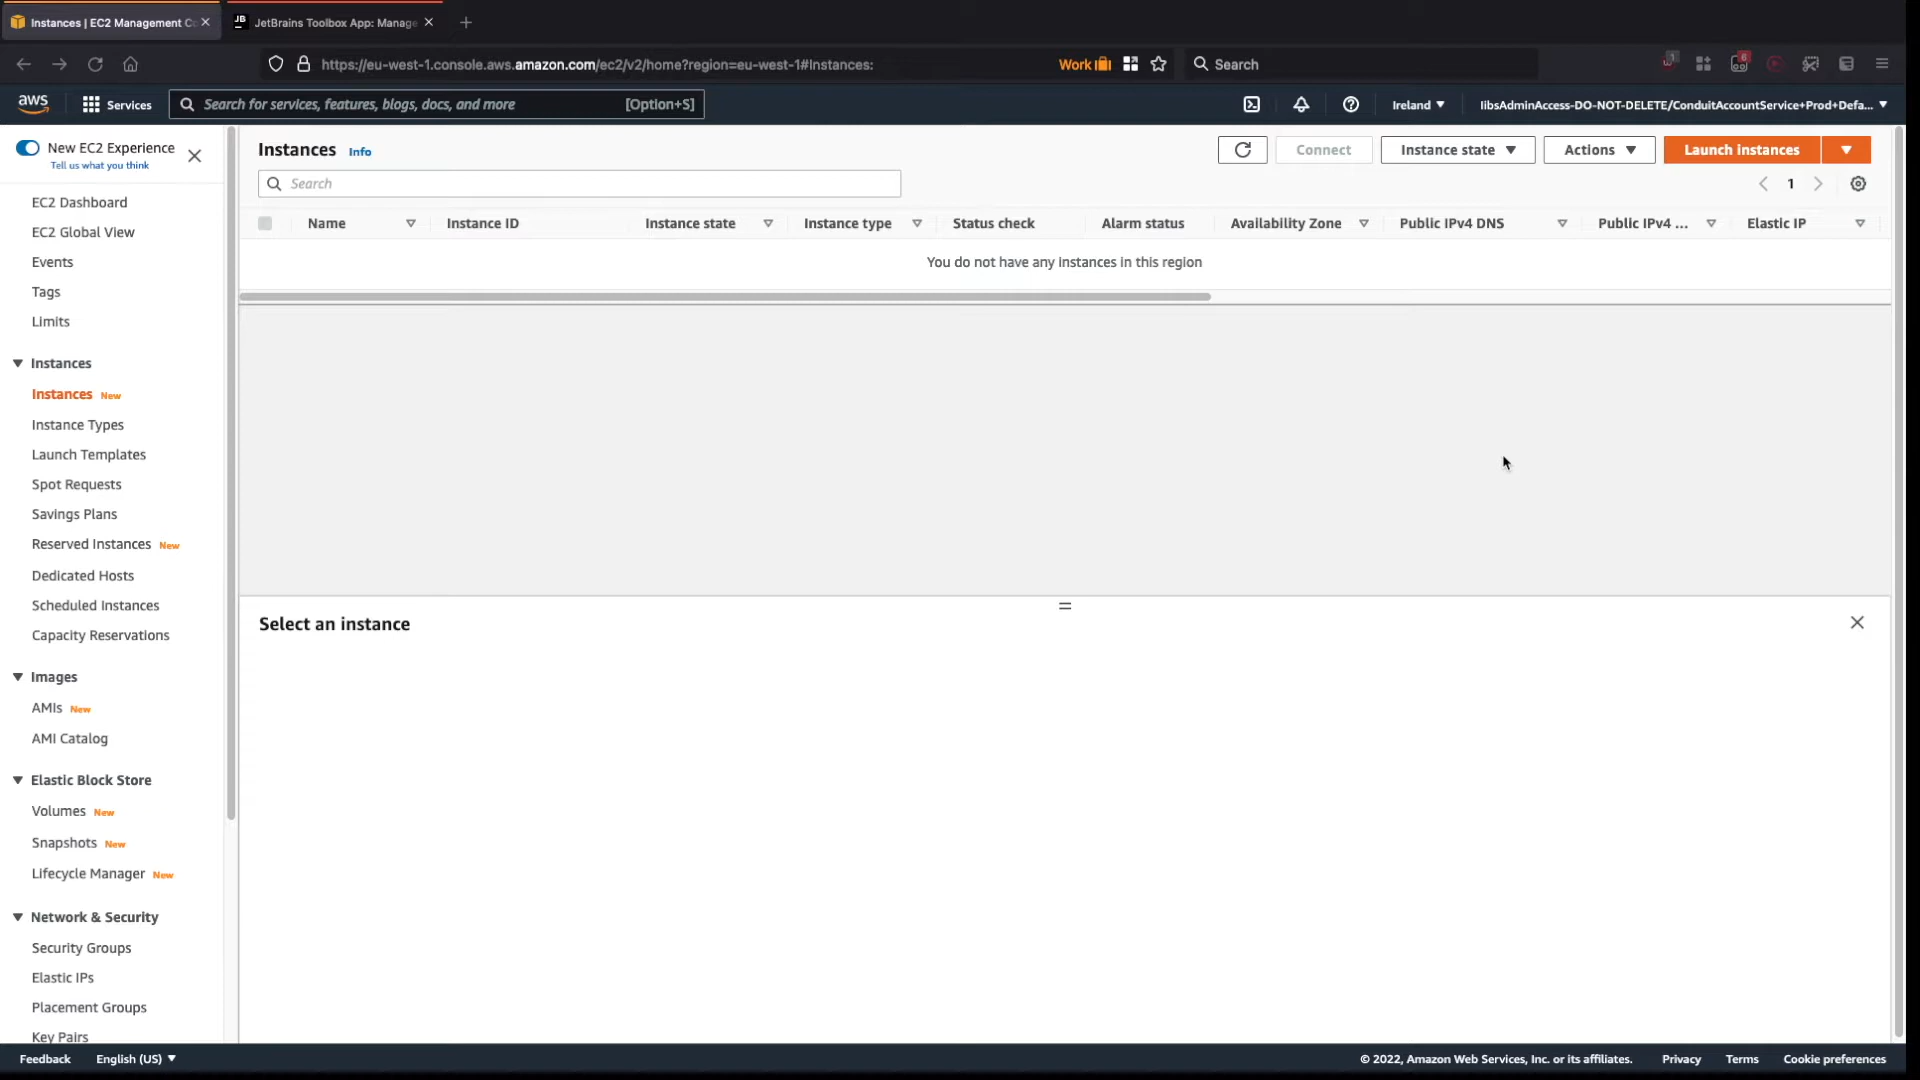 Instances | EC2 Management Co
JB JetBrains Toolbox App: Manage
https://eu-west-1.console.aws.amazon.com/ec2/v2/home?region=eu-west-1#Instances:
Work
Search
1
6
aws
Services
Search for services, features, blogs, docs, and more
[Option+S]
Ireland
IibsAdminAccess-DO-NOT-DELETE/ConduitAccountService+Prod+Defa...
New EC2 Experience
Tell us what you think
EC2 Dashboard
EC2 Global View
Events
Tags
Limits
Instances
Instances New
Instance Types
Launch Templates
Spot Requests
Savings Plans
Reserved Instances New
Dedicated Hosts
Scheduled Instances
Capacity Reservations
Images
AMIs New
AMI Catalog
Elastic Block Store
Volumes New
Snapshots New
Lifecycle Manager New
Network & Security
Security Groups
Elastic IPs
Placement Groups
Key Pairs
Instances Info
Connect
Instance state
Actions
Launch instances
Search
1
Name
Instance ID
Instance state
Instance type
Status check
Alarm status
Availability Zone
Public IPv4 DNS
Public IPv4 ...
Elastic IP
You do not have any instances in this region
Select an instance
Feedback
English (US)
© 2022, Amazon Web Services, Inc. or its affiliates.
Privacy
Terms
Cookie preferences